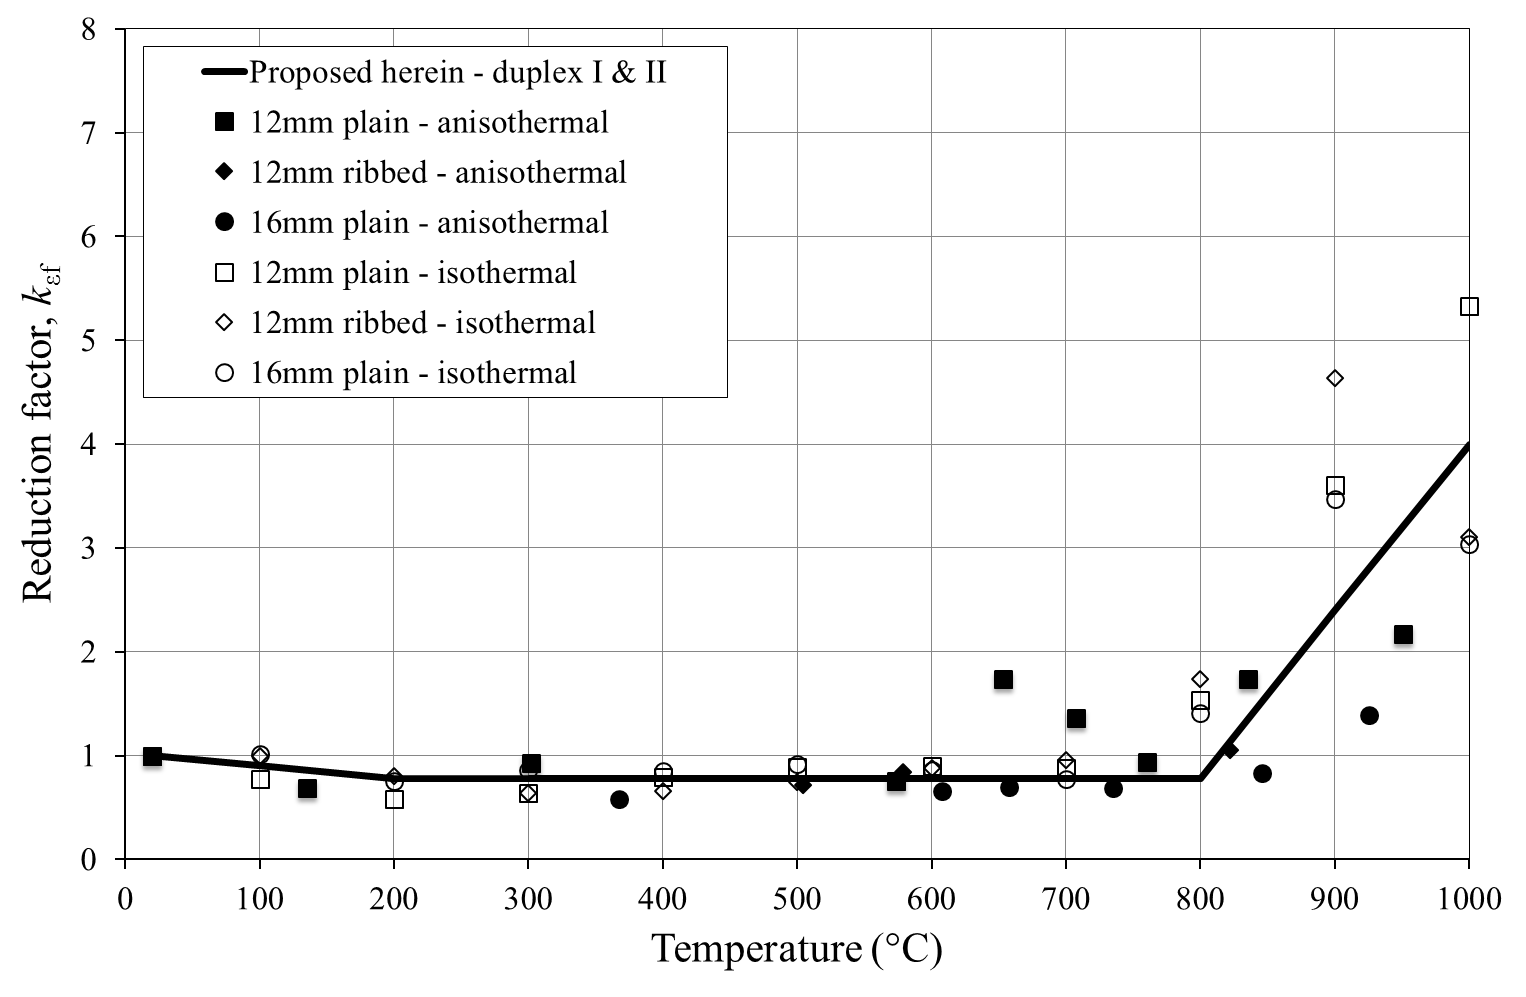 8
7
6
5
4
3
2
1
0
Reduction factor, kεf
Proposed herein - duplex I & II
12mm plain - anisothermal
12mm ribbed - anisothermal
16mm plain - anisothermal
12mm plain - isothermal
12mm ribbed - isothermal
16mm plain - isothermal
0 100 200 300 400 500 600 700 800 900 1000
Temperature (°C)